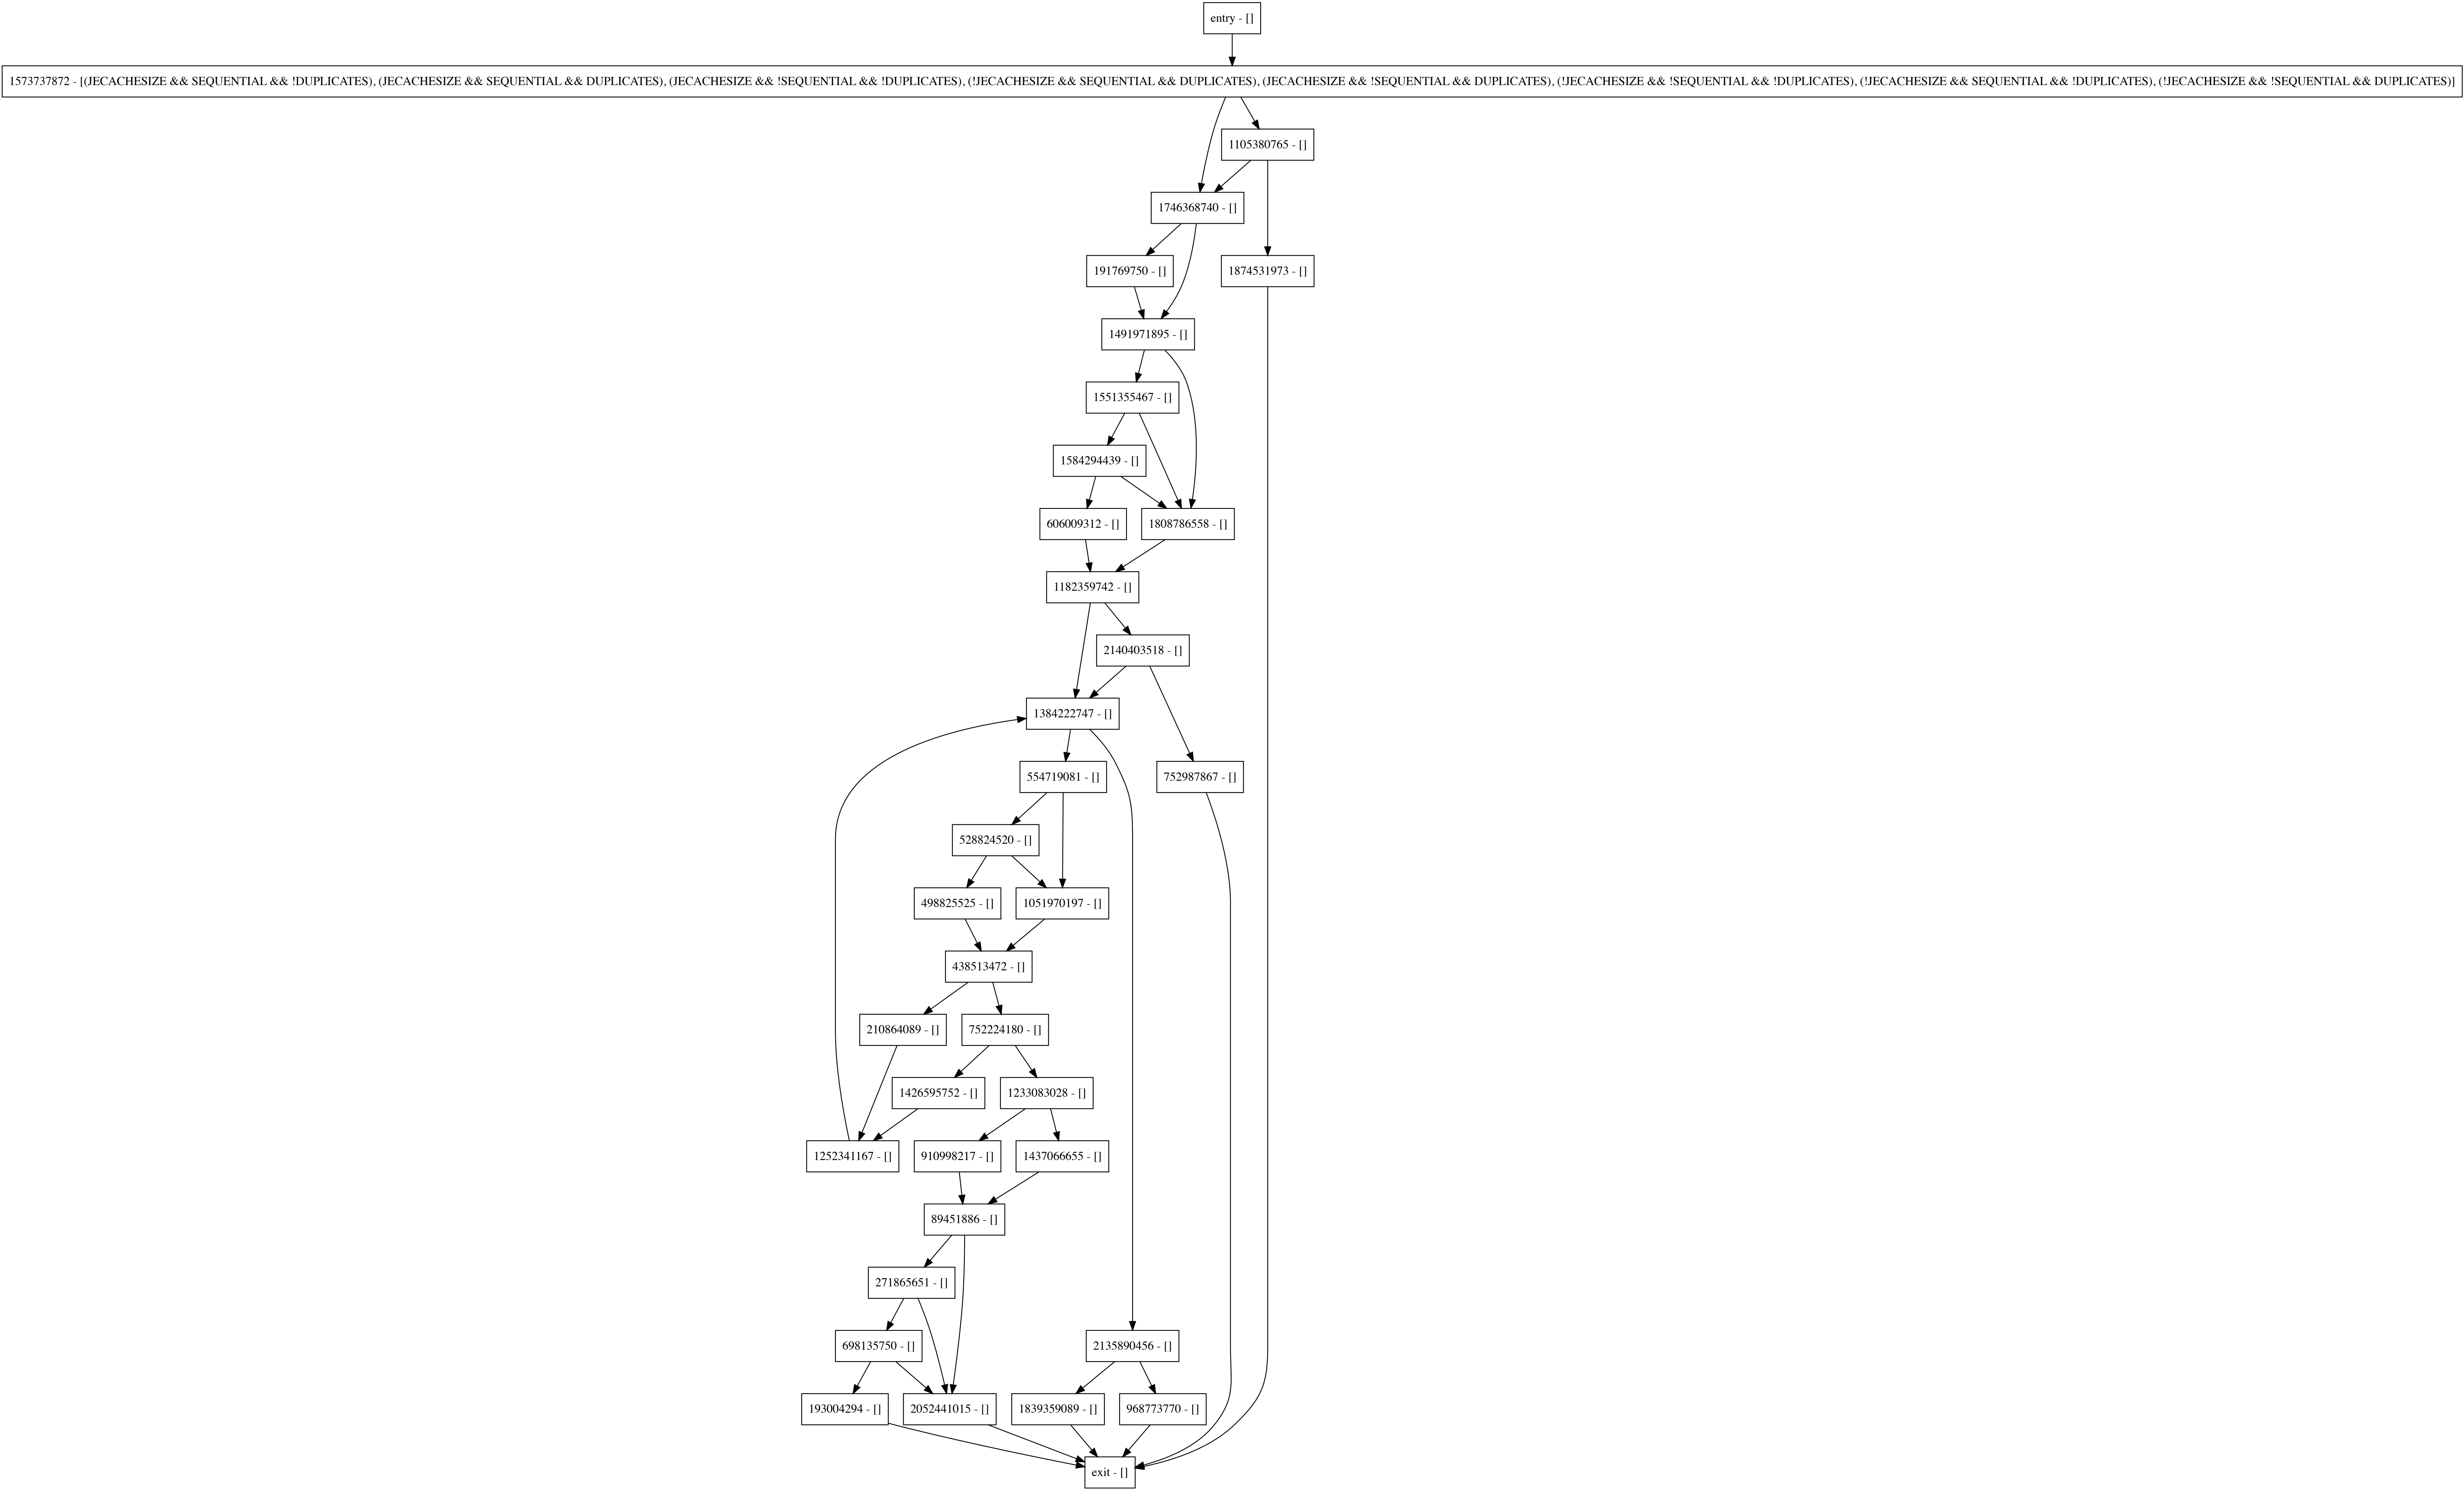 entry - []
1573737872 - [(JECACHESIZE && SEQUENTIAL && !DUPLICATES), (JECACHESIZE && SEQUENTIAL && DUPLICATES), (JECACHESIZE && !SEQUENTIAL && !DUPLICATES), (!JECACHESIZE && SEQUENTIAL && DUPLICATES), (JECACHESIZE && !SEQUENTIAL && DUPLICATES), (!JECACHESIZE && !SEQUENTIAL && !DUPLICATES), (!JECACHESIZE && SEQUENTIAL && !DUPLICATES), (!JECACHESIZE && !SEQUENTIAL && DUPLICATES)]
1105380765 - []
1746368740 - []
191769750 - []
1874531973 - []
1491971895 - []
1551355467 - []
1584294439 - []
606009312 - []
1808786558 - []
1182359742 - []
2140403518 - []
1384222747 - []
554719081 - []
752987867 - []
528824520 - []
498825525 - []
1051970197 - []
438513472 - []
210864089 - []
752224180 - []
1426595752 - []
1233083028 - []
1252341167 - []
910998217 - []
1437066655 - []
89451886 - []
271865651 - []
698135750 - []
2135890456 - []
193004294 - []
2052441015 - []
1839359089 - []
968773770 - []
exit - []